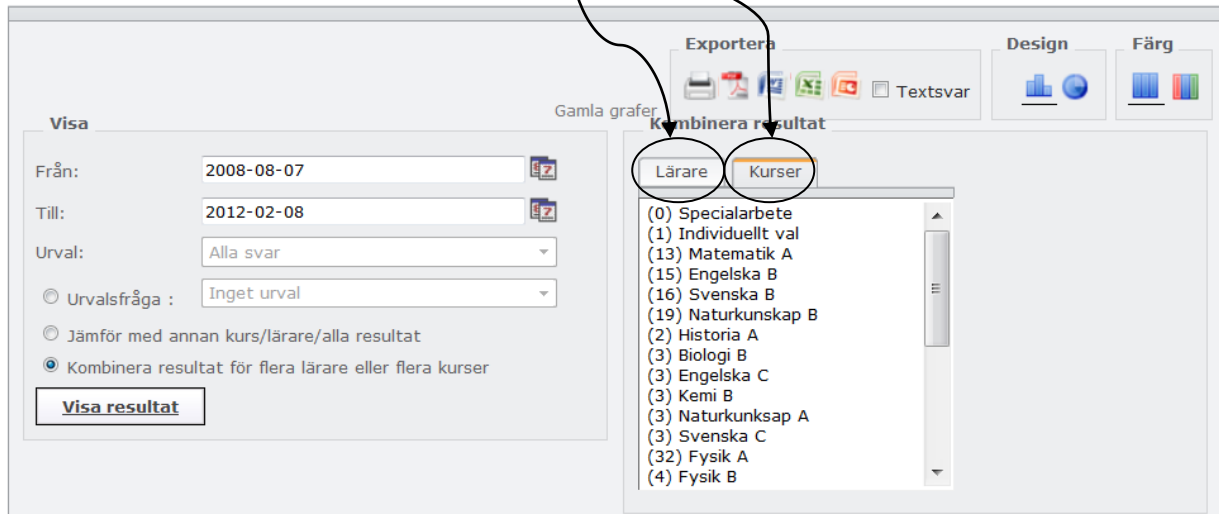 Exportera
Design
Färg
Textsvar
Gamla grafer
Visa
Från:
2008-08-07
Till:
2012-02-08
Urval:
Alla svar
Urvalsfråga :
Inget urval
Jämför med annan kurs/lärare/alla resultat
Kombinera resultat för flera lärare eller flera kurser
Visa resultat
Kombinera resultat
Lärare
Kurser
(0) Specialarbete
(1) Individuellt val
(13) Matematik A
(15) Engelska B
(16) Svenska B
(19) Naturkunskap B
(2) Historia A
(3) Biologi B
(3) Engelska C
(3) Kemi B
(3) Naturkunksap A
(3) Svenska C
(32) Fysik A
(4) Fysik B